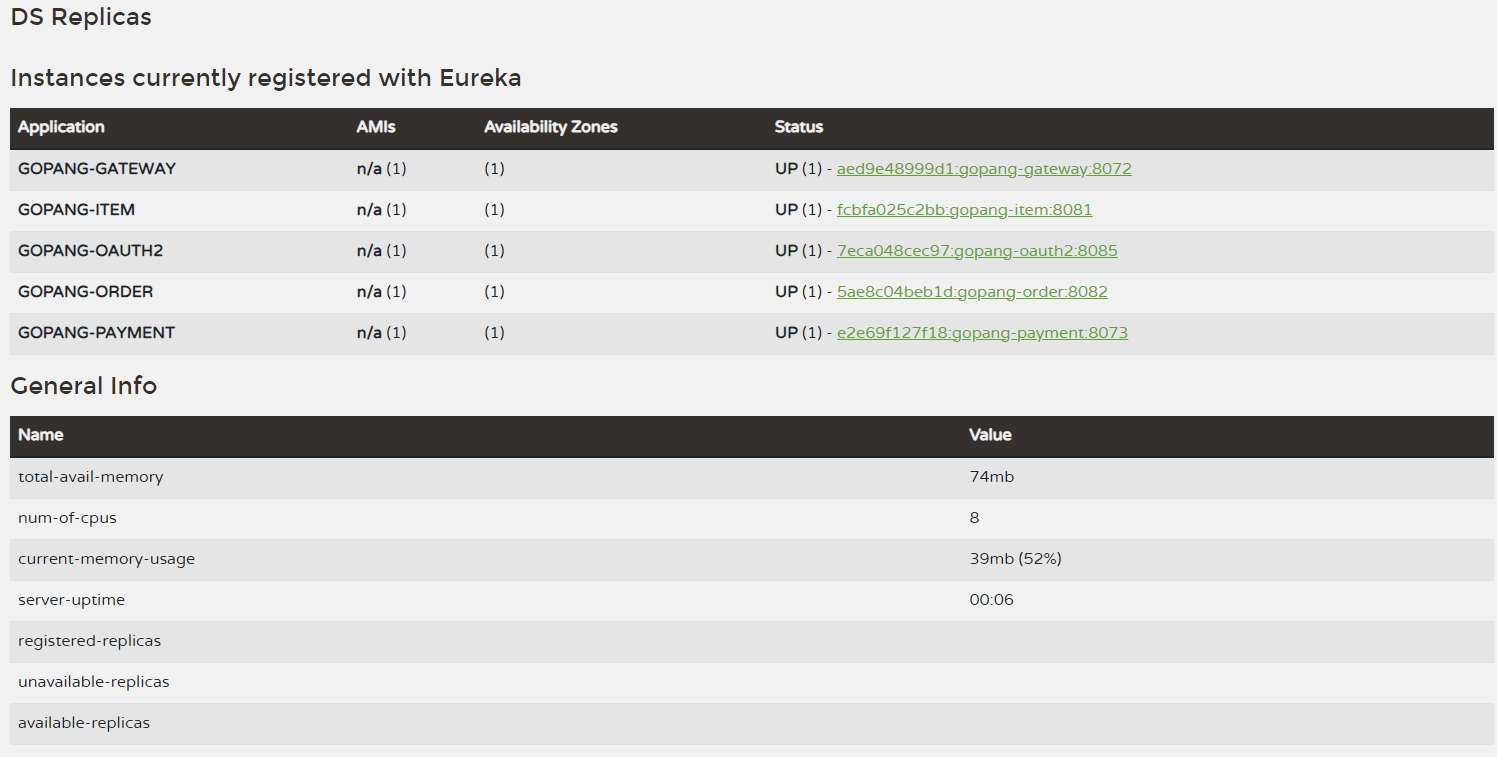 DS Replicas
Instances currently registered with Eureka
Application AMIs Availability Zones Status
GOPANG-GATEWAY n/a (1) (1) UP (1) - aed9e48999d1:gopang-gateway:8072
GOPANG-ITEM n/a (1) (1) UP (1) - fcbfa025c2bb:gopang-item:8081
GOPANG-OAUTH2 n/a (1) (1) UP (1) - 7eca048cec97:gopang-oauth2:8085
GOPANG-ORDER n/a (1) (1) UP (1) - 5ae8c04beb1d:gopang-order:8082
GOPANG-PAYMENT n/a (1) (1) UP (1) - e2e69f127f18:gopang-payment:8073
General Info
Name Value
total-avail-memory 74mb
num-of-cpus 8
current-memory-usage 39mb (52%)
server-uptime 00:06
registered-replicas
unavailable-replicas
available-replicas